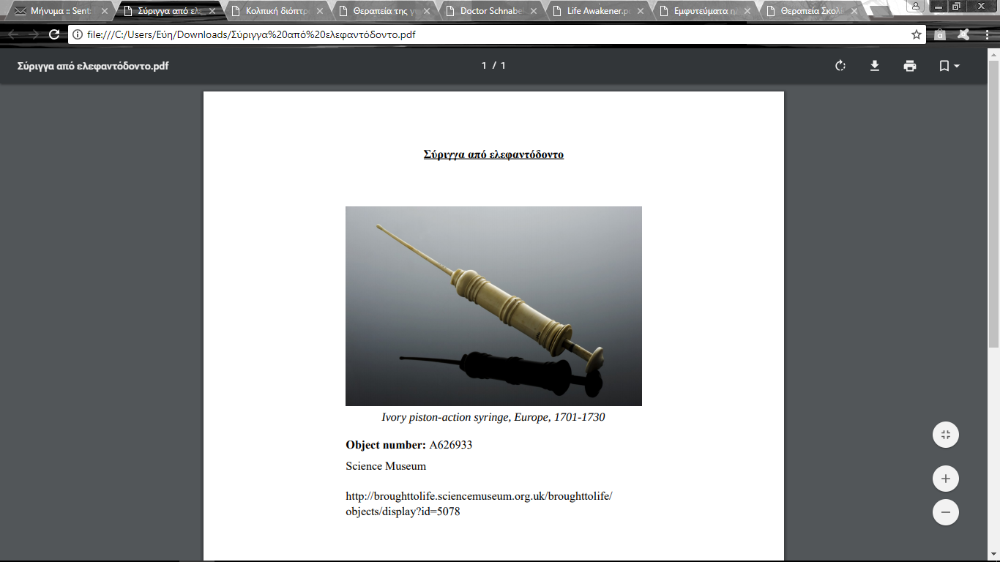 Μήνυμα :: Sent:
Σύριγγα από ελ
Κολπική διόπτρ
Θεραπεία της γ
Doctor Schnabe
Life Awakener.p
Εμφυτεύματα η
Θεραπεία Σκολι
file:///C:/Users/Εύη/Downloads/Σύριγγα%20από%20ελεφαντόδοντο.pdf
Σύριγγα από ελεφαντόδοντο.pdf
1 / 1
Σύριγγα από ελεφαντόδοντο
Ivory piston-action syringe, Europe, 1701-1730
Object number: A626933
Science Museum
http://broughttolife.sciencemuseum.org.uk/broughttolife/
objects/display?id=5078